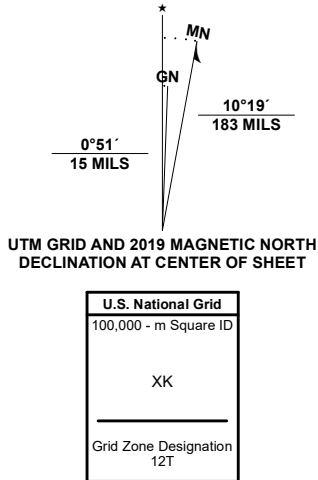 MN
GN
0°51´
15 MILS
10°19´
183 MILS
UTM GRID AND 2019 MAGNETIC NORTH
DECLINATION AT CENTER OF SHEET
U.S. National Grid
100,000 - m Square ID
XK
Grid Zone Designation
12T